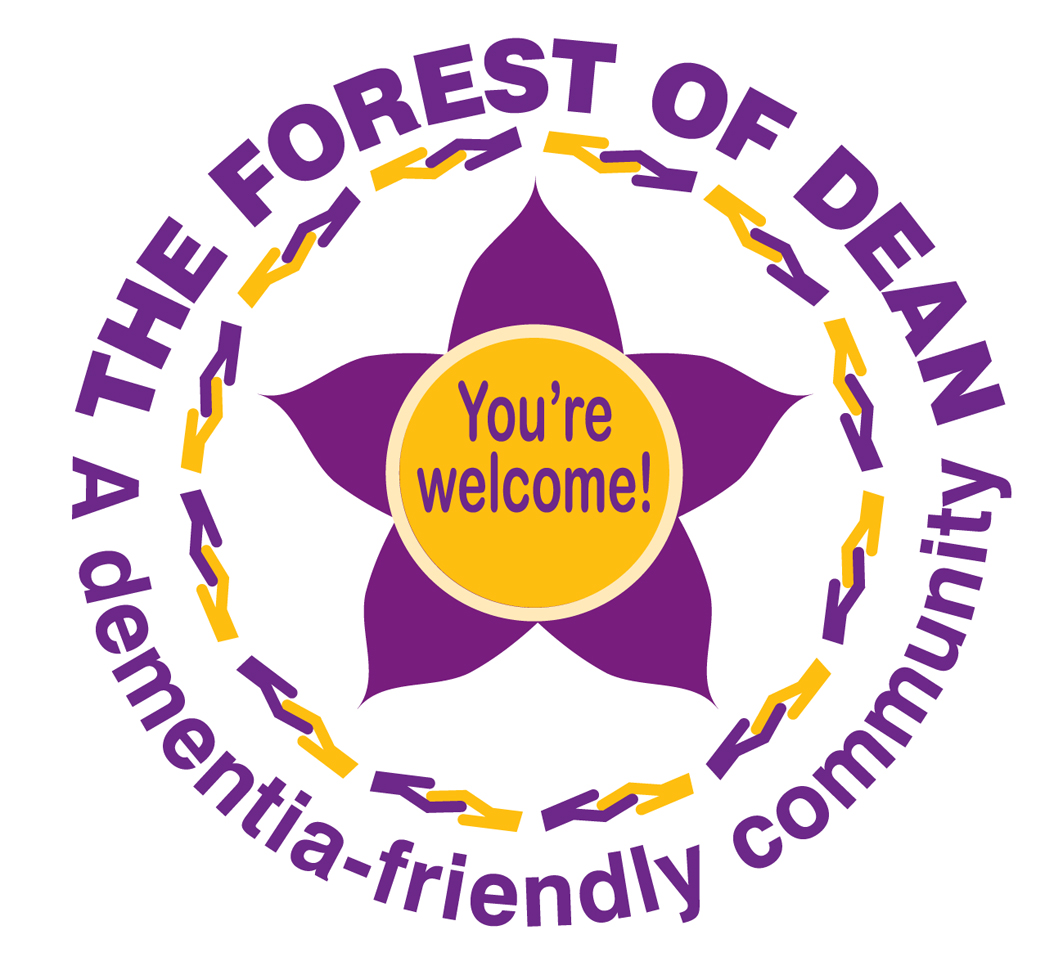 THE FOREST OF DEAN
You're
welcome!
A dementia-friendly community